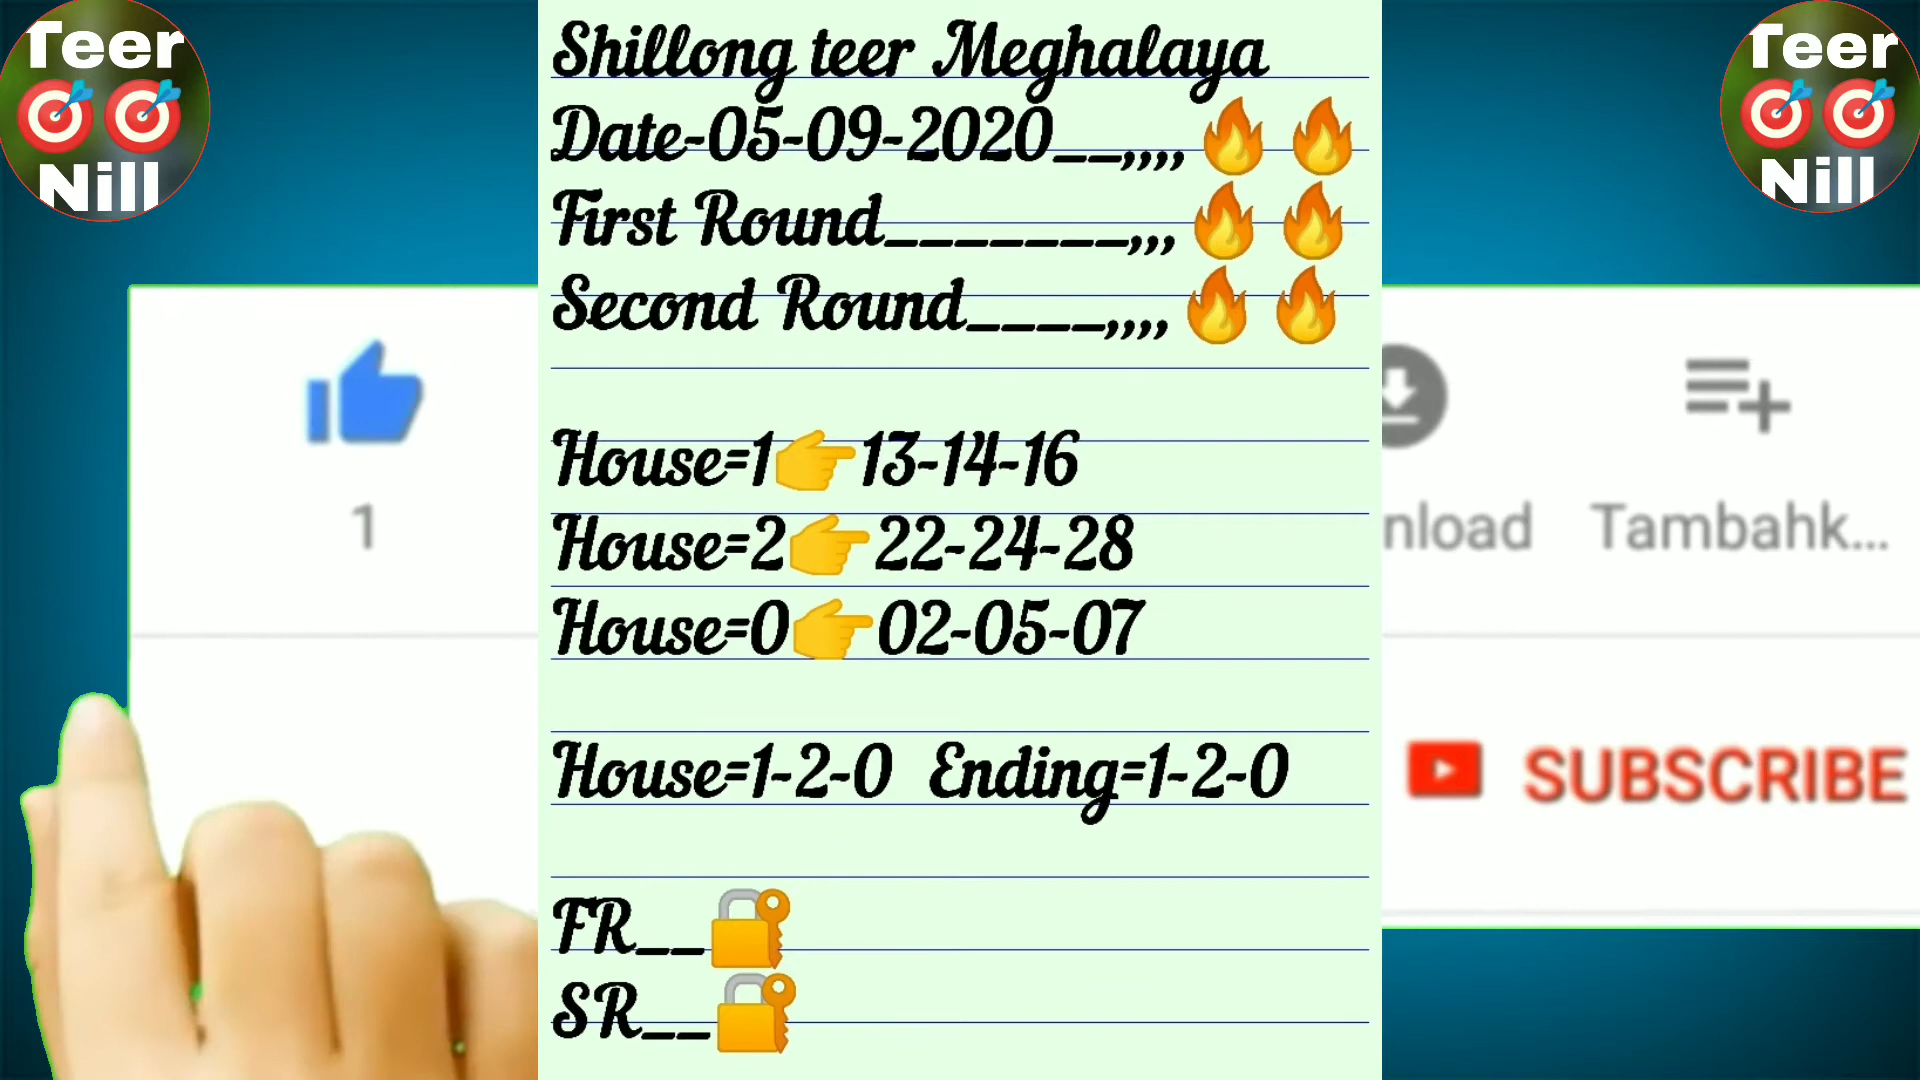 Teer
Nill
Shillong teer Meghalaya
Date-05-09-2020__,,,,🔥 🔥
First Round_______,,,🔥 🔥
Second Round____,,,,🔥 🔥
House=1👉13-14-16
House=2👉22-24-28
House=0👉02-05-07
House=1-2-0 Ending=1-2-0
FR__🔐
SR__🔐
1
Teer
Nill
nload
Tambahk...
SUBSCRIBE